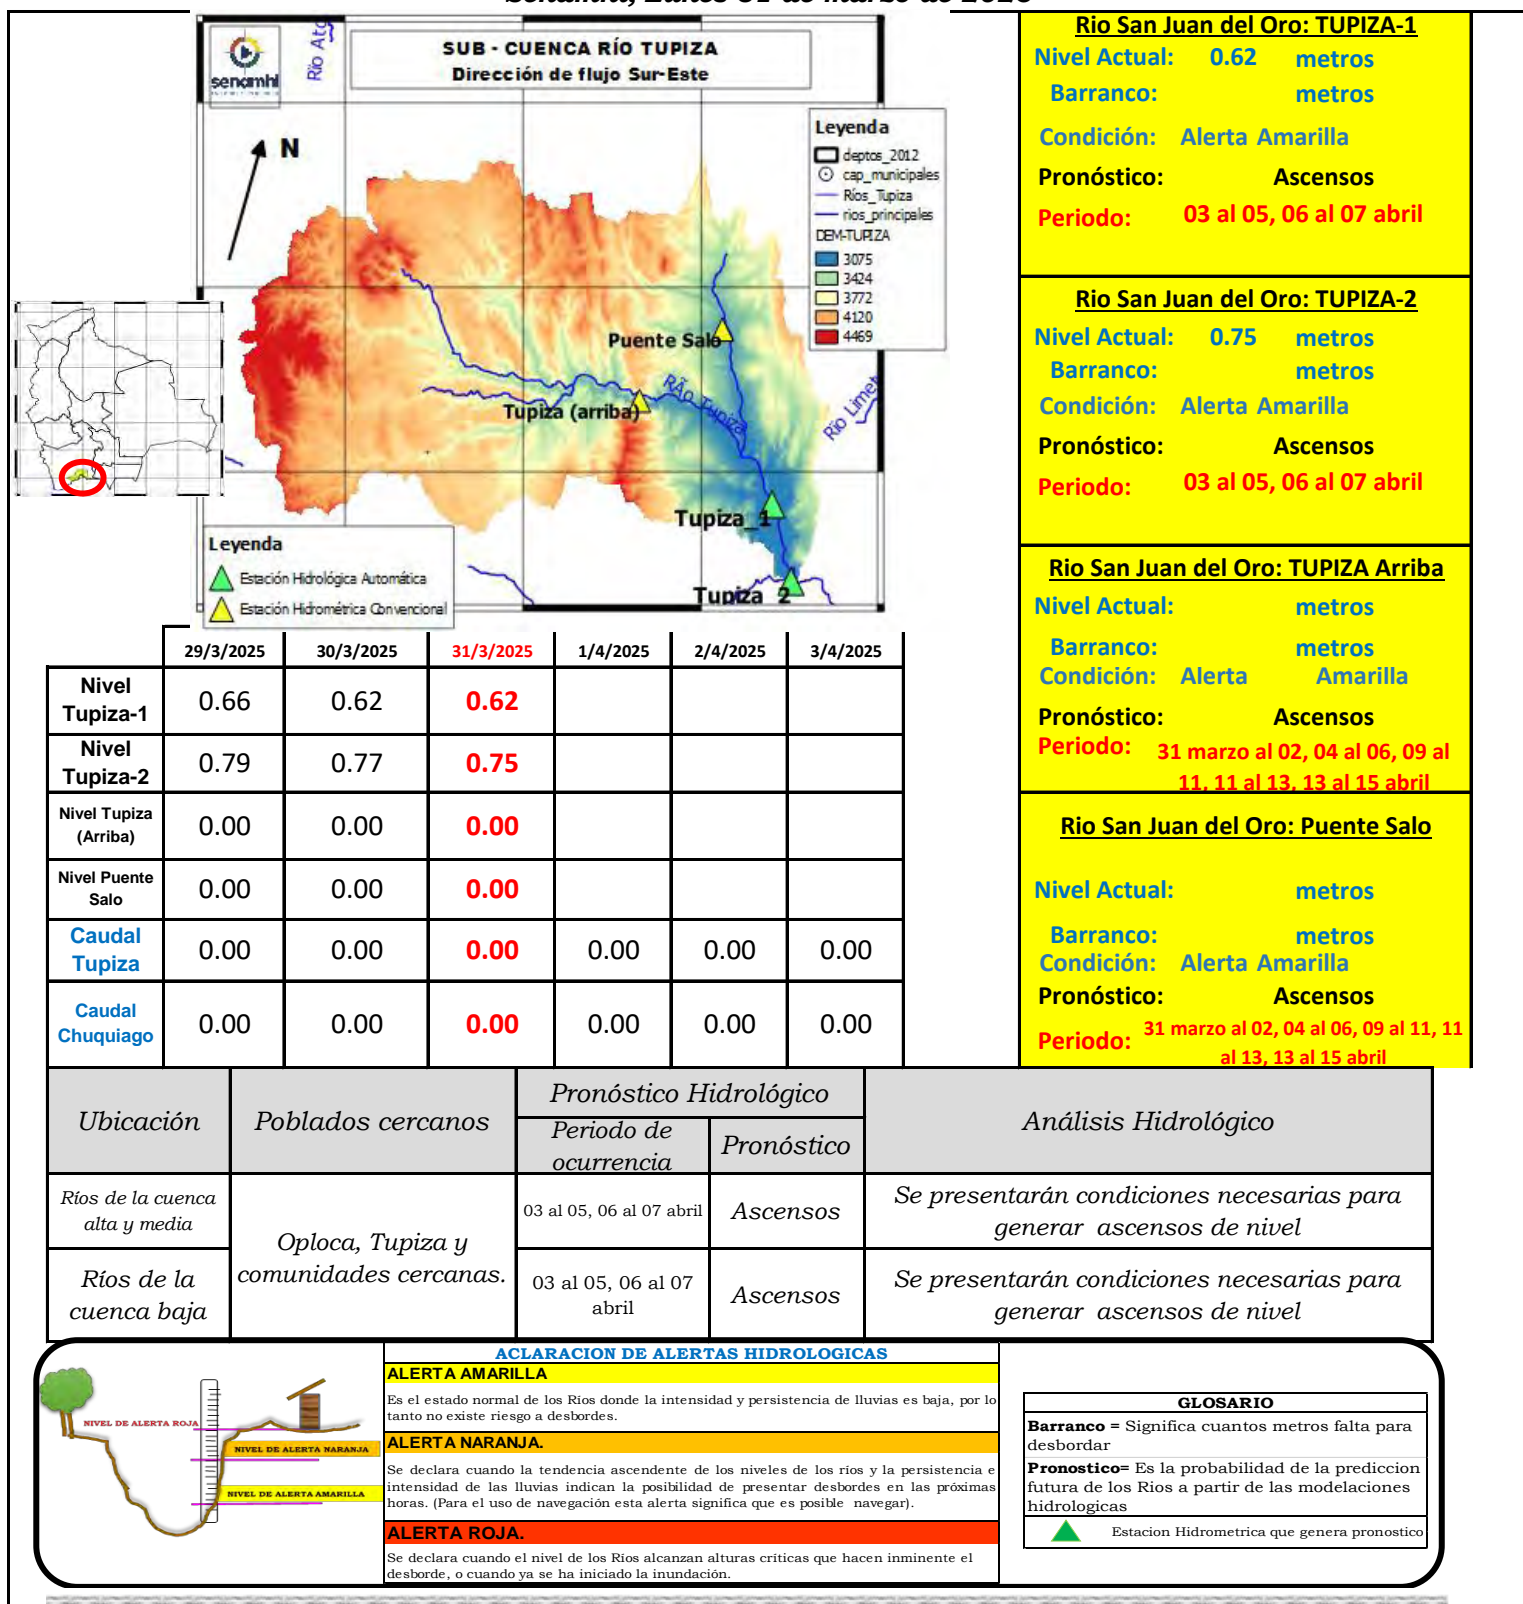 SUB - CUENCA RÍO TUPIZA
Dirección de flujo Sur-Este
senamhi
Río Ato
N
Leyenda
deptos_2012
cap_municipales
Ríos_Tupiza
rios_principales
DEM-TUPIZA
3075
3424
3772
4120
4469
Puente Salo
Tupiza (arriba)
RÃ­o Tupiza
Tupiza_1
Tupiza_2
Leyenda
Estación Hidrológica Automática
Estación Hidrométrica Convencional
Rio San Juan del Oro: TUPIZA-1
Nivel Actual: 0.62 metros
Barranco: metros
Condición: Alerta Amarilla
Pronóstico: Ascensos
Periodo: 03 al 05, 06 al 07 abril
Rio San Juan del Oro: TUPIZA-2
Nivel Actual: 0.75 metros
Barranco: metros
Condición: Alerta Amarilla
Pronóstico: Ascensos
Periodo: 03 al 05, 06 al 07 abril
Rio San Juan del Oro: TUPIZA Arriba
Nivel Actual: metros
Barranco: metros
Condición: Alerta Amarilla
Pronóstico: Ascensos
Periodo: 31 marzo al 02, 04 al 06, 09 al
11, 11 al 13, 13 al 15 abril
Rio San Juan del Oro: Puente Salo
Nivel Actual: metros
Barranco: metros
Condición: Alerta Amarilla
Pronóstico: Ascensos
Periodo: 31 marzo al 02, 04 al 06, 09 al 11, 11
al 13, 13 al 15 abril
29/3/2025 30/3/2025 31/3/2025 1/4/2025 2/4/2025 3/4/2025
Nivel
Tupiza-1 0.66 0.62 0.62
Nivel
Tupiza-2 0.79 0.77 0.75
Nivel Tupiza
(Arriba) 0.00 0.00 0.00
Nivel Puente
Salo 0.00 0.00 0.00
Caudal
Tupiza 0.00 0.00 0.00 0.00 0.00 0.00
Caudal
Chuquiago 0.00 0.00 0.00 0.00 0.00 0.00
Ubicación
Poblados cercanos
Pronóstico Hidrológico
Periodo de
ocurrencia
Pronóstico
Análisis Hidrológico
Ríos de la cuenca
alta y media
Oploca, Tupiza y
comunidades cercanas.
03 al 05, 06 al 07 abril
Ascensos
Se presentarán condiciones necesarias para
generar ascensos de nivel
Ríos de la
cuenca baja
03 al 05, 06 al 07
abril
Ascensos
Se presentarán condiciones necesarias para
generar ascensos de nivel
NIVEL DE ALERTA ROJA
NIVEL DE ALERTA NARANJA
NIVEL DE ALERTA AMARILLA
ACLARACION DE ALERTAS HIDROLOGICAS
ALERTA AMARILLA
Es el estado normal de los Rios donde la intensidad y persistencia de lluvias es baja, por lo
tanto no existe riesgo a desbordes.
ALERTA NARANJA.
Se declara cuando la tendencia ascendente de los niveles de los ríos y la persistencia e
intensidad de las lluvias indican la posibilidad de presentar desbordes en las próximas
horas. (Para el uso de navegación esta alerta significa que es posible navegar).
ALERTA ROJA.
Se declara cuando el nivel de los Ríos alcanzan alturas críticas que hacen inminente el
desborde, o cuando ya se ha iniciado la inundación.
GLOSARIO
Barranco = Significa cuantos metros falta para
desbordar
Pronostico= Es la probabilidad de la prediccion
futura de los Rios a partir de las modelaciones
hidrologicas
Estacion Hidrometrica que genera pronostico